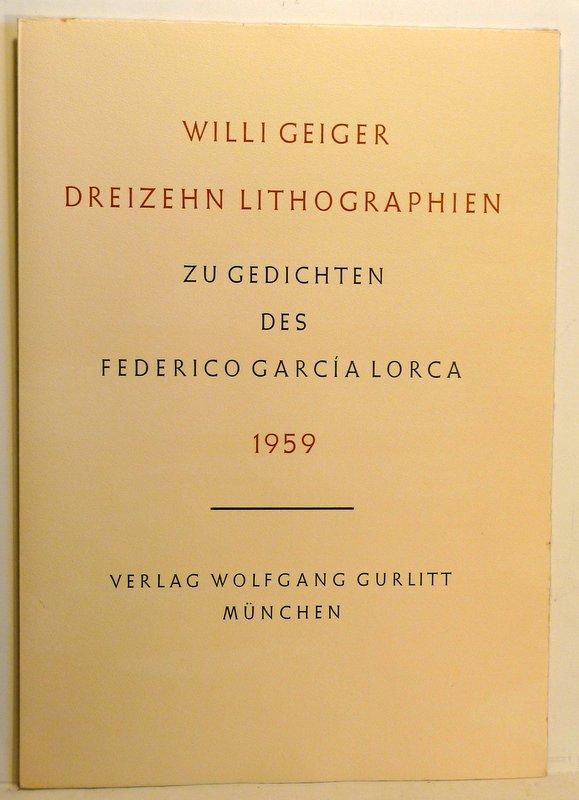 WILLI GEIGER
DREIZEHN LITHOGRAPHIEN
ZU GEDICHTEN
DES
FEDERICO GARCÍA LORCA
1959
VERLAG WOLFGANG GURLITT
MÜNCHEN